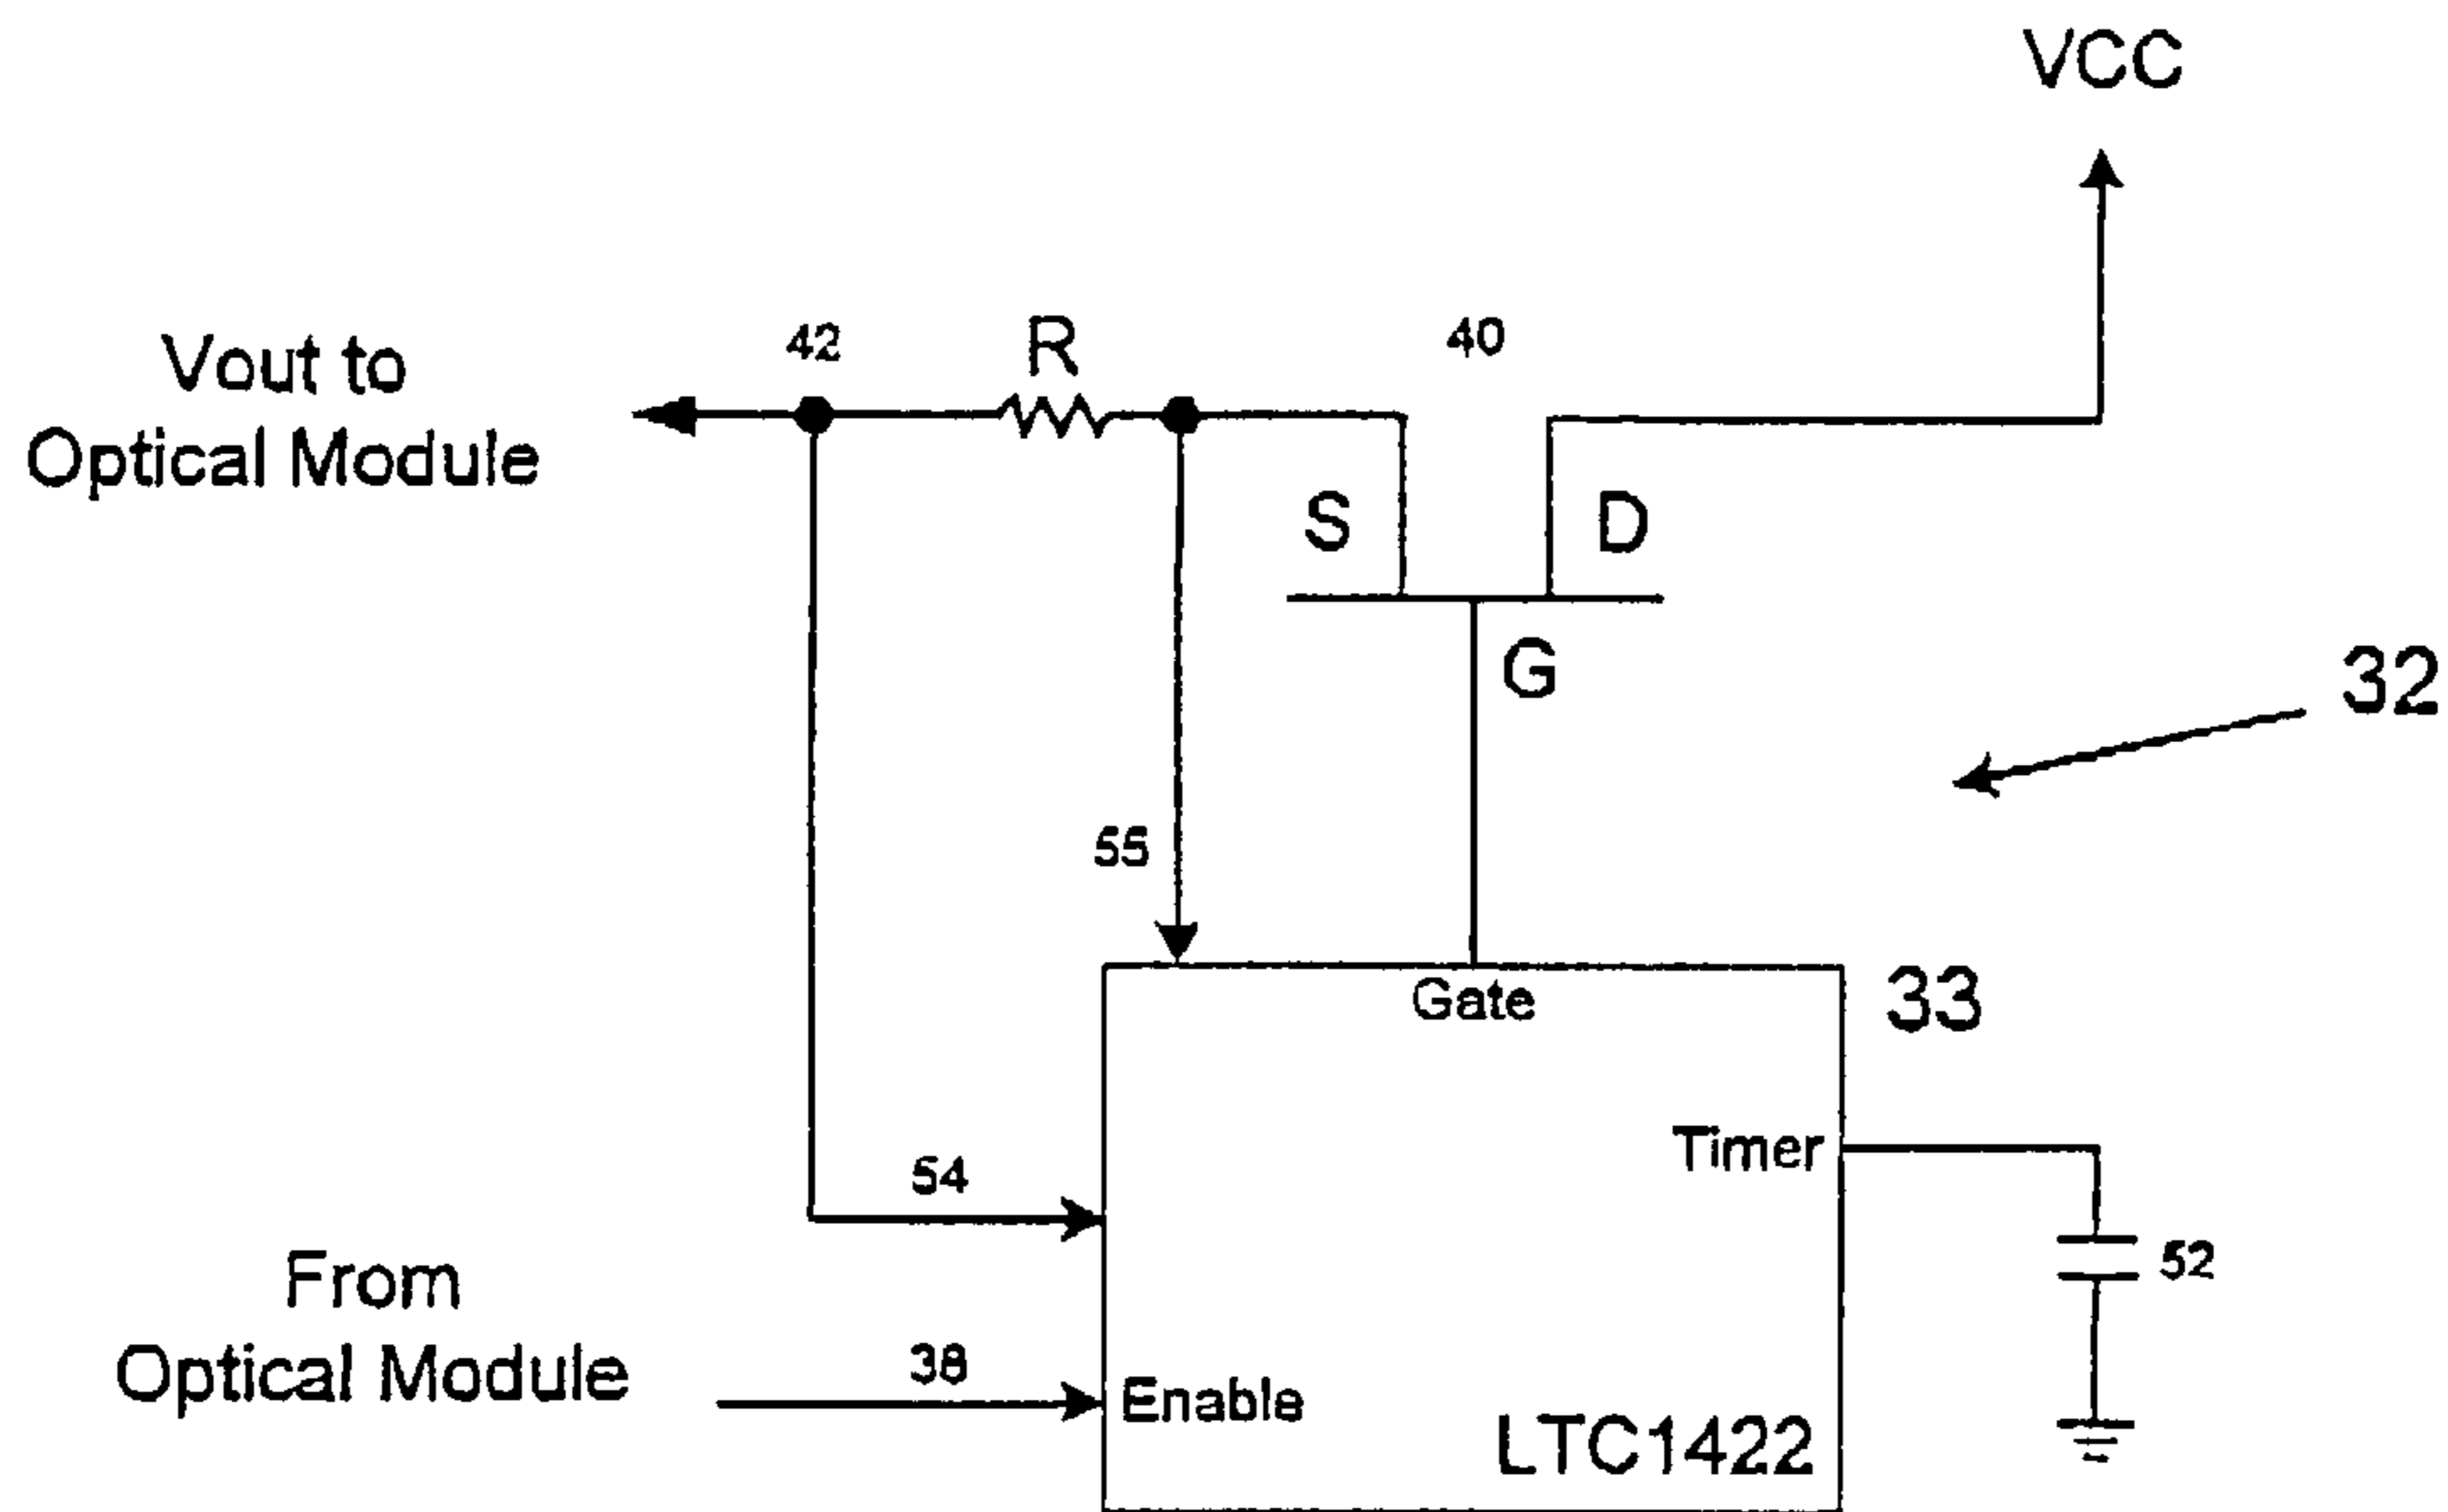 VCC
42
R
40
Vout to
Optical Module
S
D
G
32
55
Gate
33
Timer
54
52
From
Optical Module
38
Enable
LTC1422